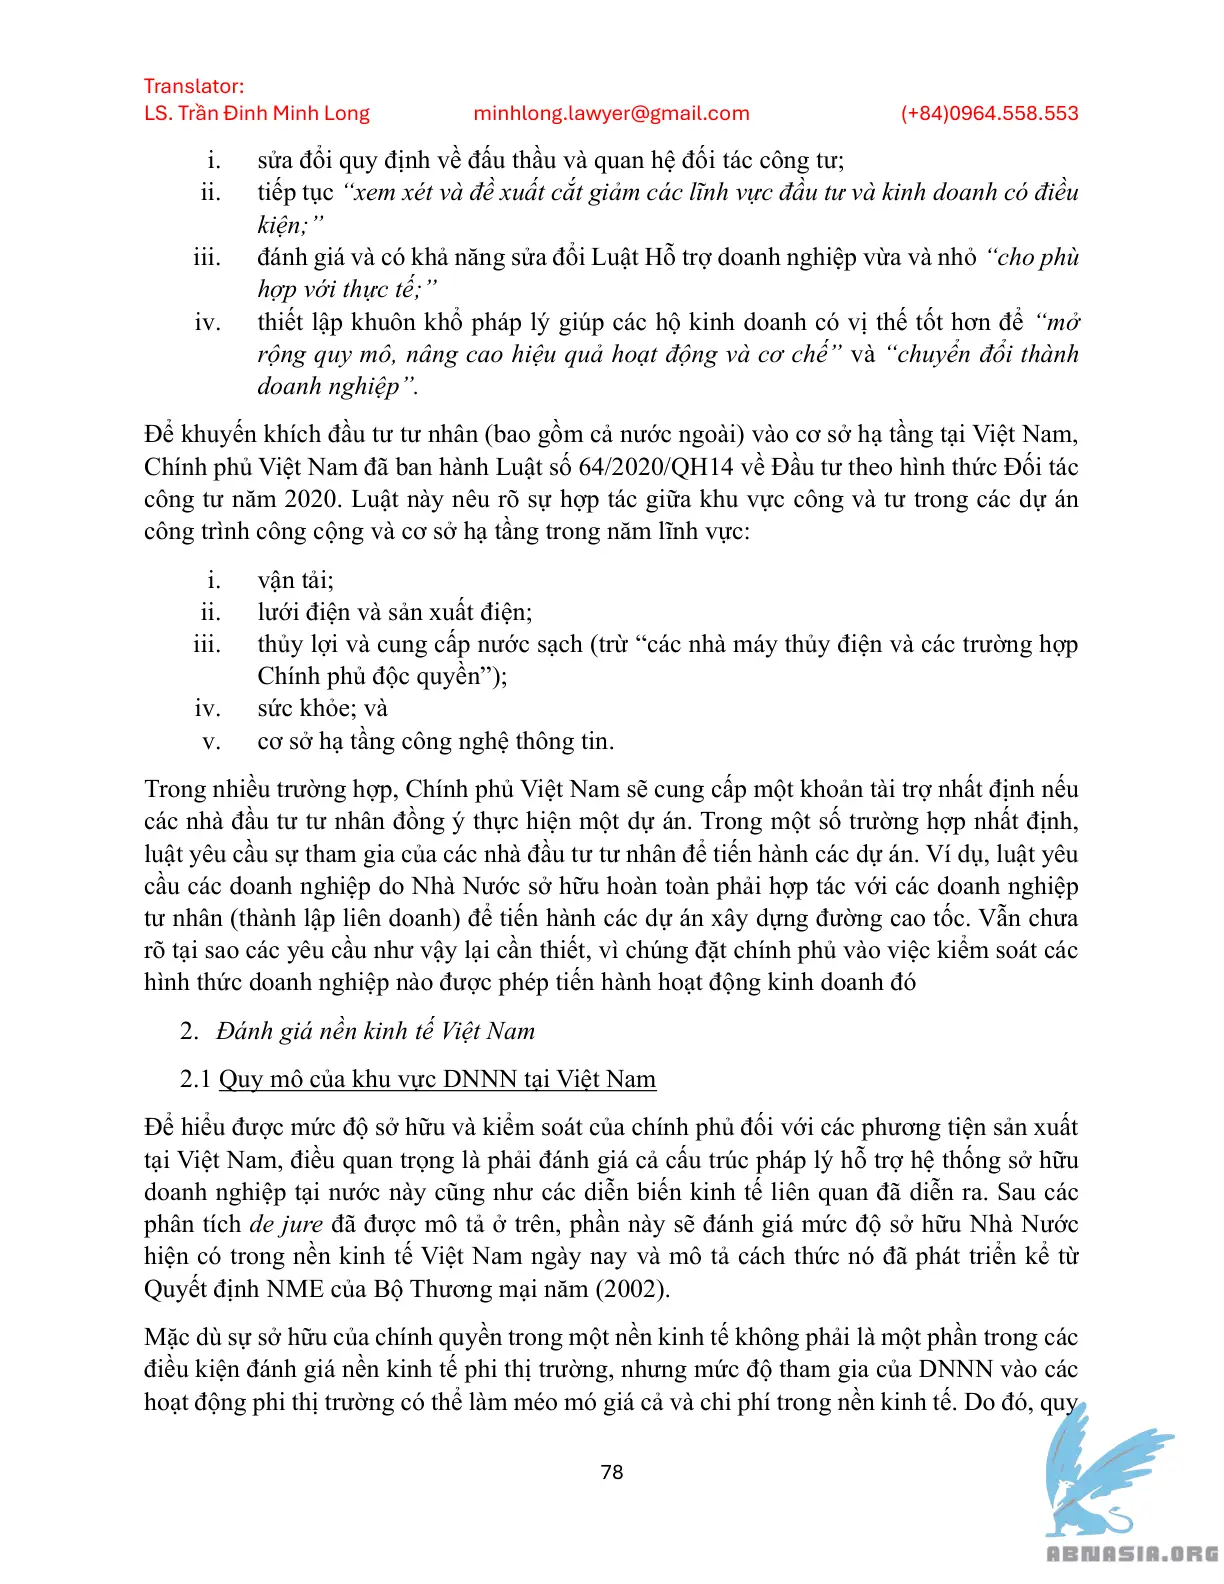 Translator:
LS. Trần Đinh Minh Long minhlong.lawyer@gmail.com (+84)0964.558.553
i. sửa đổi quy định về đấu thầu và quan hệ đối tác công tư;
ii. tiếp tục “xem xét và đề xuất cắt giảm các lĩnh vực đầu tư và kinh doanh có điều
kiện;”
iii. đánh giá và có khả năng sửa đổi Luật Hỗ trợ doanh nghiệp vừa và nhỏ “cho phù
hợp với thực tế;”
iv. thiết lập khuôn khổ pháp lý giúp các hộ kinh doanh có vị thế tốt hơn để “mở
rộng quy mô, nâng cao hiệu quả hoạt động và cơ chế” và “chuyển đổi thành
doanh nghiệp”.
Để khuyến khích đầu tư tư nhân (bao gồm cả nước ngoài) vào cơ sở hạ tầng tại Việt Nam,
Chính phủ Việt Nam đã ban hành Luật số 64/2020/QH14 về Đầu tư theo hình thức Đối tác
công tư năm 2020. Luật này nêu rõ sự hợp tác giữa khu vực công và tư trong các dự án
công trình công cộng và cơ sở hạ tầng trong năm lĩnh vực:
i. vận tải;
ii. lưới điện và sản xuất điện;
iii. thủy lợi và cung cấp nước sạch (trừ “các nhà máy thủy điện và các trường hợp
Chính phủ độc quyền”);
iv. sức khỏe; và
v. cơ sở hạ tầng công nghệ thông tin.
Trong nhiều trường hợp, Chính phủ Việt Nam sẽ cung cấp một khoản tài trợ nhất định nếu
các nhà đầu tư tư nhân đồng ý thực hiện một dự án. Trong một số trường hợp nhất định,
luật yêu cầu sự tham gia của các nhà đầu tư tư nhân để tiến hành các dự án. Ví dụ, luật yêu
cầu các doanh nghiệp do Nhà Nước sở hữu hoàn toàn phải hợp tác với các doanh nghiệp
tư nhân (thành lập liên doanh) để tiến hành các dự án xây dựng đường cao tốc. Vẫn chưa
rõ tại sao các yêu cầu như vậy lại cần thiết, vì chúng đặt chính phủ vào việc kiểm soát các
hình thức doanh nghiệp nào được phép tiến hành hoạt động kinh doanh đó
2. Đánh giá nền kinh tế Việt Nam
2.1 Quy mô của khu vực DNNN tại Việt Nam
Để hiểu được mức độ sở hữu và kiểm soát của chính phủ đối với các phương tiện sản xuất
tại Việt Nam, điều quan trọng là phải đánh giá cả cấu trúc pháp lý hỗ trợ hệ thống sở hữu
doanh nghiệp tại nước này cũng như các diễn biến kinh tế liên quan đã diễn ra. Sau các
phân tích de jure đã được mô tả ở trên, phần này sẽ đánh giá mức độ sở hữu Nhà Nước
hiện có trong nền kinh tế Việt Nam ngày nay và mô tả cách thức nó đã phát triển kể từ
Quyết định NME của Bộ Thương mại năm (2002).
Mặc dù sự sở hữu của chính quyền trong một nền kinh tế không phải là một phần trong các
điều kiện đánh giá nền kinh tế phi thị trường, nhưng mức độ tham gia của DNNN vào các
hoạt động phi thị trường có thể làm méo mó giá cả và chi phí trong nền kinh tế. Do đó, quy
78
ABNASIA.ORG